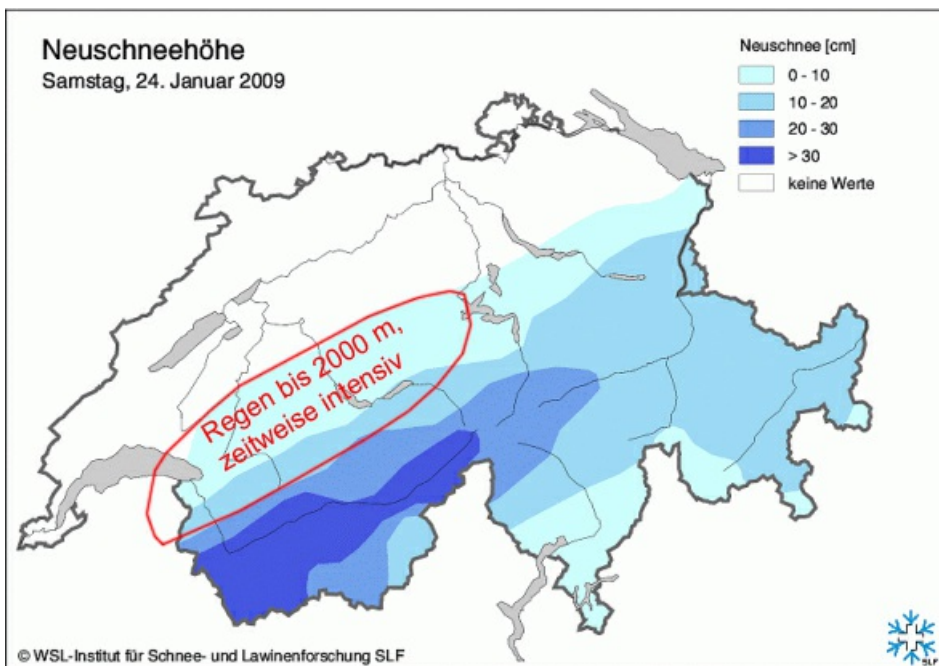 Neuschneehöhe
Samstag, 24. Januar 2009
Neuschnee [cm]
0 - 10
10 - 20
20 - 30
> 30
keine Werte
Regen bis 2000 m,
zeitweise intensiv
© WSL-Institut für Schnee- und Lawinenforschung SLF
SLF